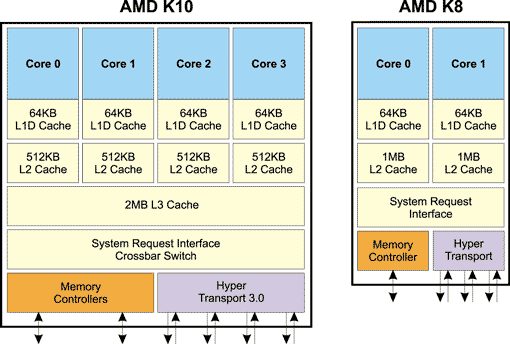 AMD K10
Core 0
Core 1
Core 2
Core 3
64KB
L1D Cache
64KB
L1D Cache
64KB
L1D Cache
64KB
L1D Cache
512KB
L2 Cache
512KB
L2 Cache
512KB
L2 Cache
512KB
L2 Cache
2MB L3 Cache
System Request Interface
Crossbar Switch
Memory
Controllers
Hyper
Transport 3.0
AMD K8
Core 0
Core 1
64KB
L1D Cache
64KB
L1D Cache
1MB
L2 Cache
1MB
L2 Cache
System Request
Interface
Memory
Controller
Hyper
Transport